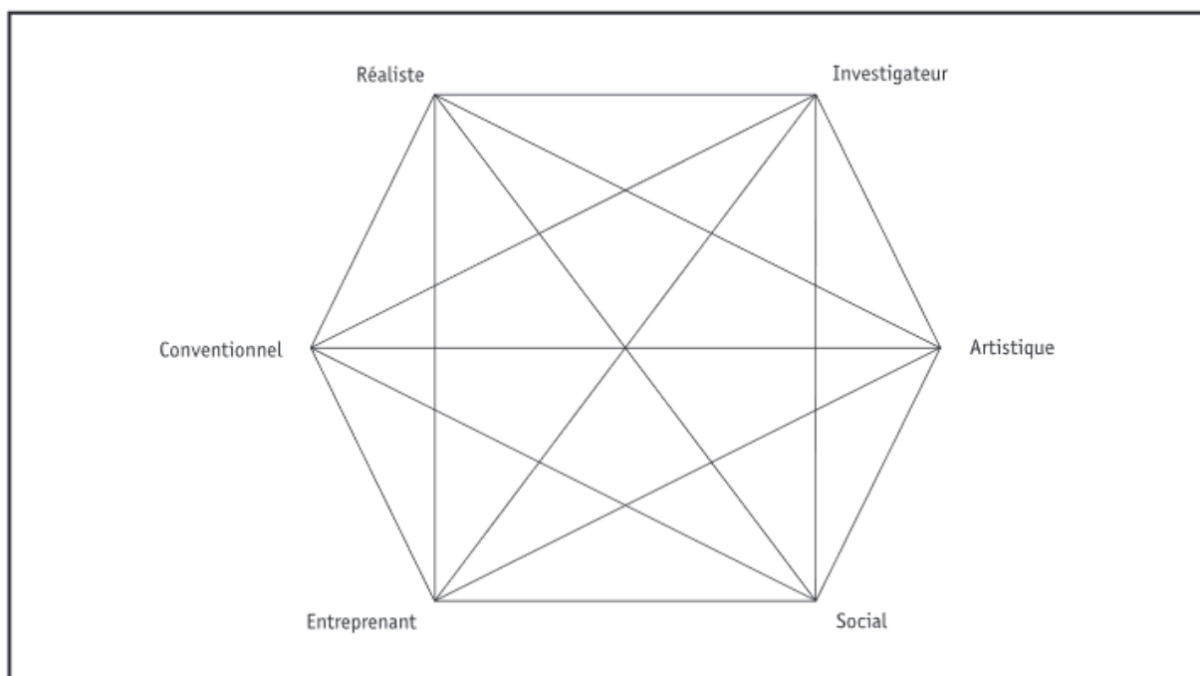 Réaliste
Investigateur
Conventionnel
Artistique
Entreprenant
Social